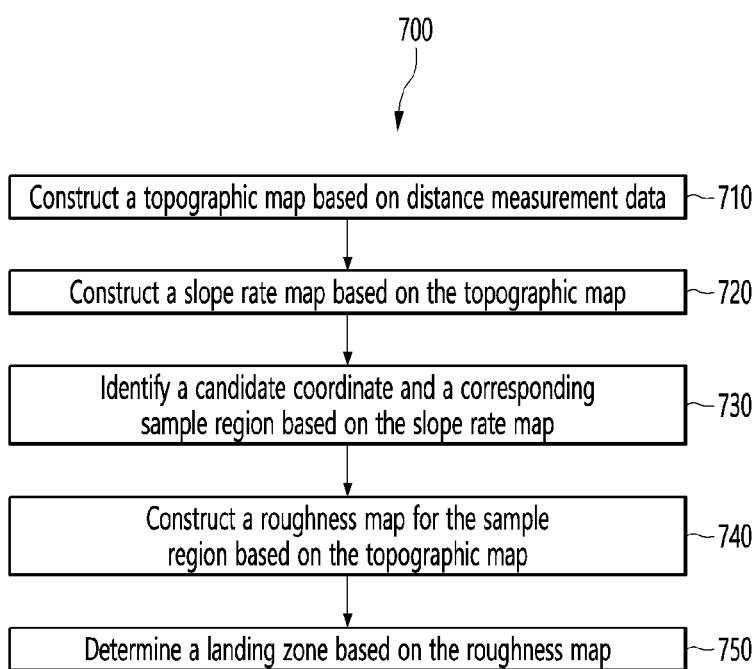 700
Construct a topographic map based on distance measurement data 710
Construct a slope rate map based on the topographic map 720
Identify a candidate coordinate and a corresponding
sample region based on the slope rate map
730
Construct a roughness map for the sample
region based on the topographic map
740
Determine a landing zone based on the roughness map 750